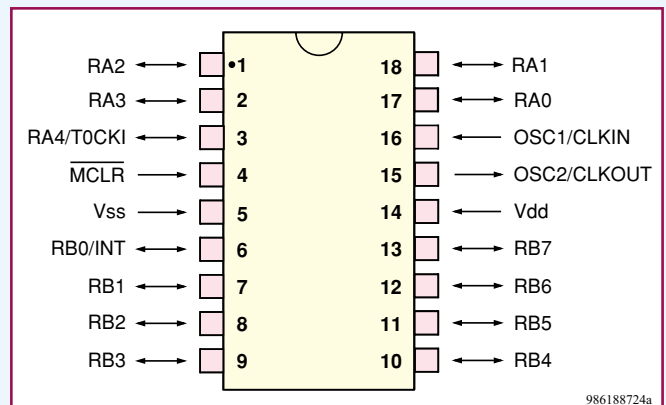 RA2 •1 18 RA1
RA3 2 17 RA0
RA4/T0CKI 3 16 OSC1/CLKIN
MCLR 4 15 OSC2/CLKOUT
Vss 5 14 Vdd
RB0/INT 6 13 RB7
RB1 7 12 RB6
RB2 8 11 RB5
RB3 9 10 RB4
986188724a